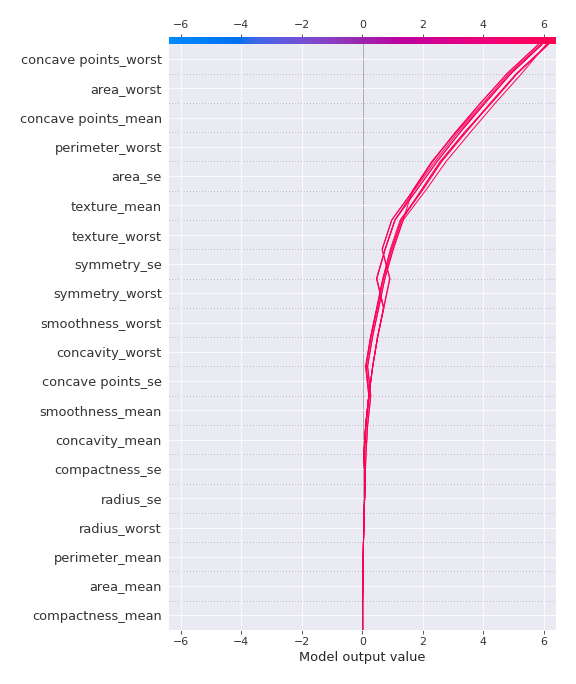 −6 −4 −2 0 2 4 6
concave points_worst
area_worst
concave points_mean
perimeter_worst
area_se
texture_mean
texture_worst
symmetry_se
symmetry_worst
smoothness_worst
concavity_worst
concave points_se
smoothness_mean
concavity_mean
compactness_se
radius_se
radius_worst
perimeter_mean
area_mean
compactness_mean
−6 −4 −2 0 2 4 6
Model output value